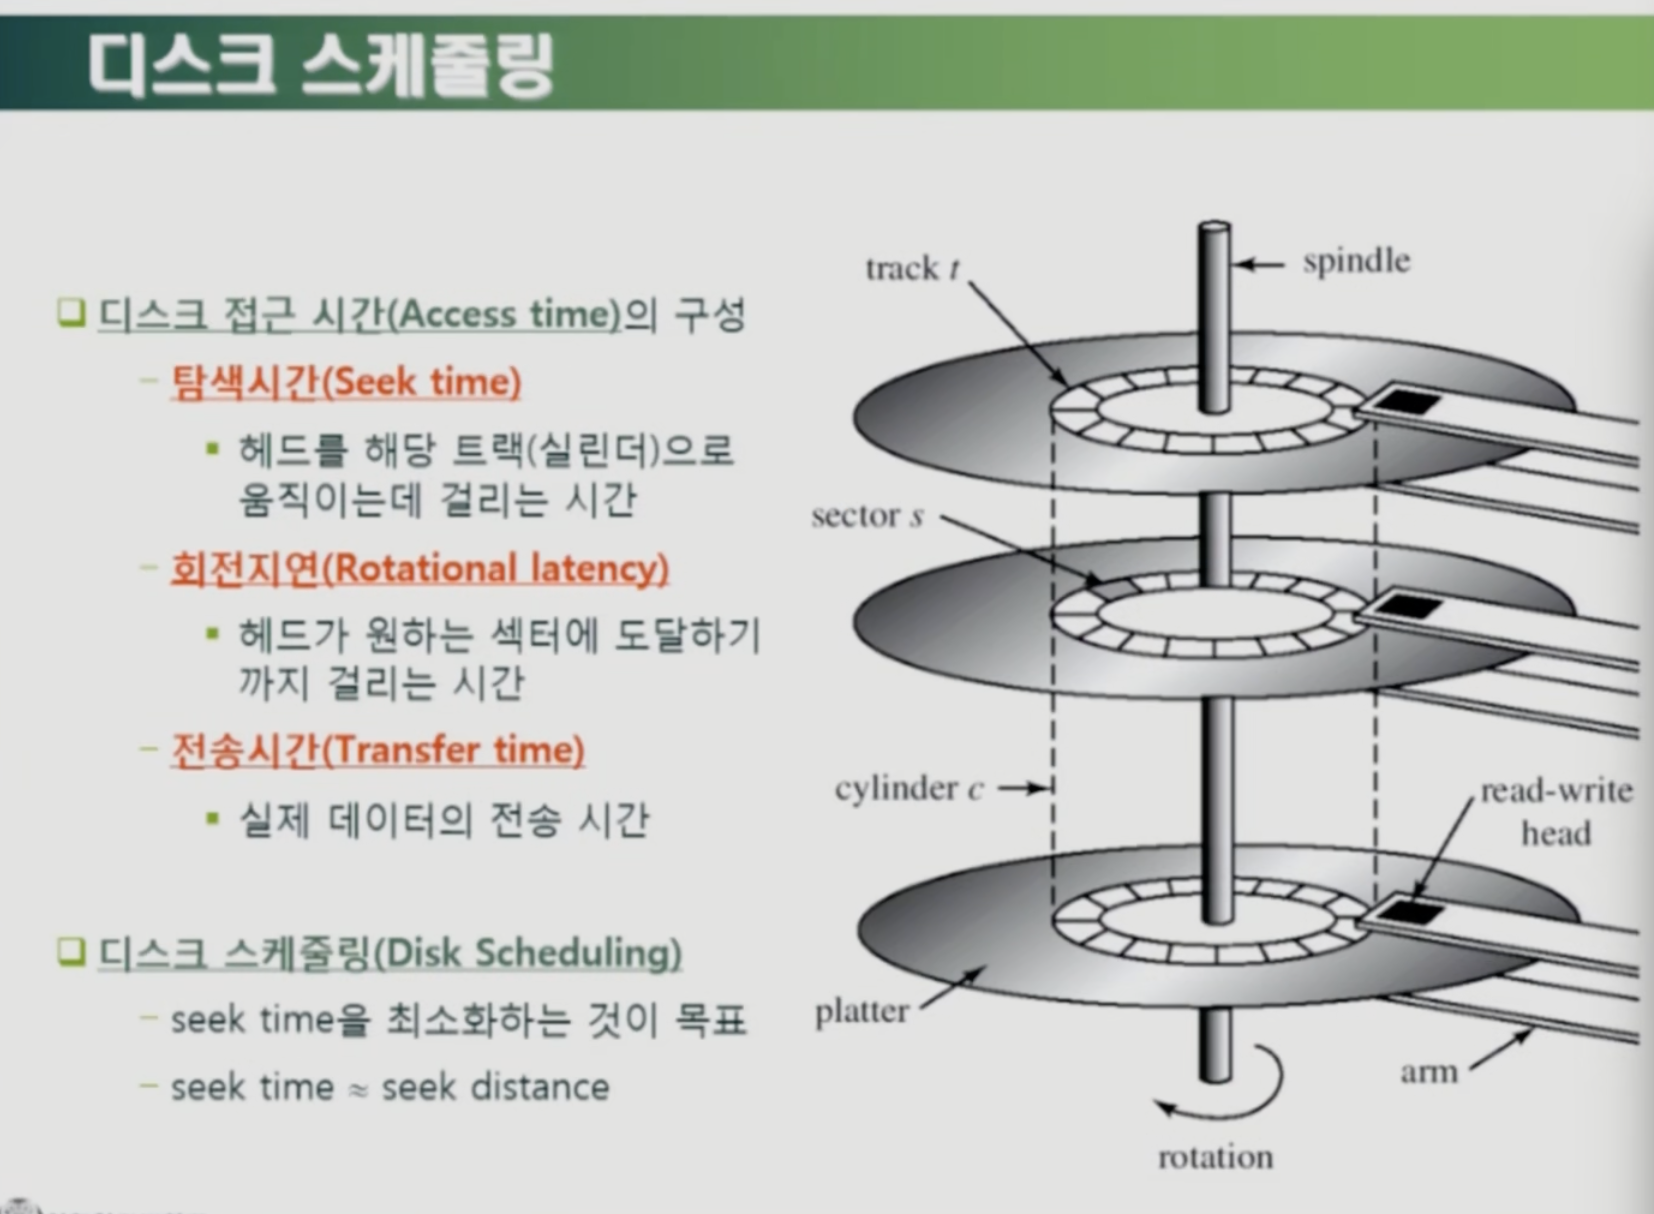 디스크 스케줄링
디스크 접근 시간(Access time)의 구성
탐색시간(Seek time)
헤드를 해당 트랙(실린더)으로
움직이는데 걸리는 시간
회전지연(Rotational latency)
헤드가 원하는 섹터에 도달하기
까지 걸리는 시간
전송시간(Transfer time)
실제 데이터의 전송 시간
디스크 스케줄링(Disk Scheduling)
seek time을 최소화하는 것이 목표
seek time ≈ seek distance
track t
spindle
sector s
cylinder c
read-write
head
platter
arm
rotation